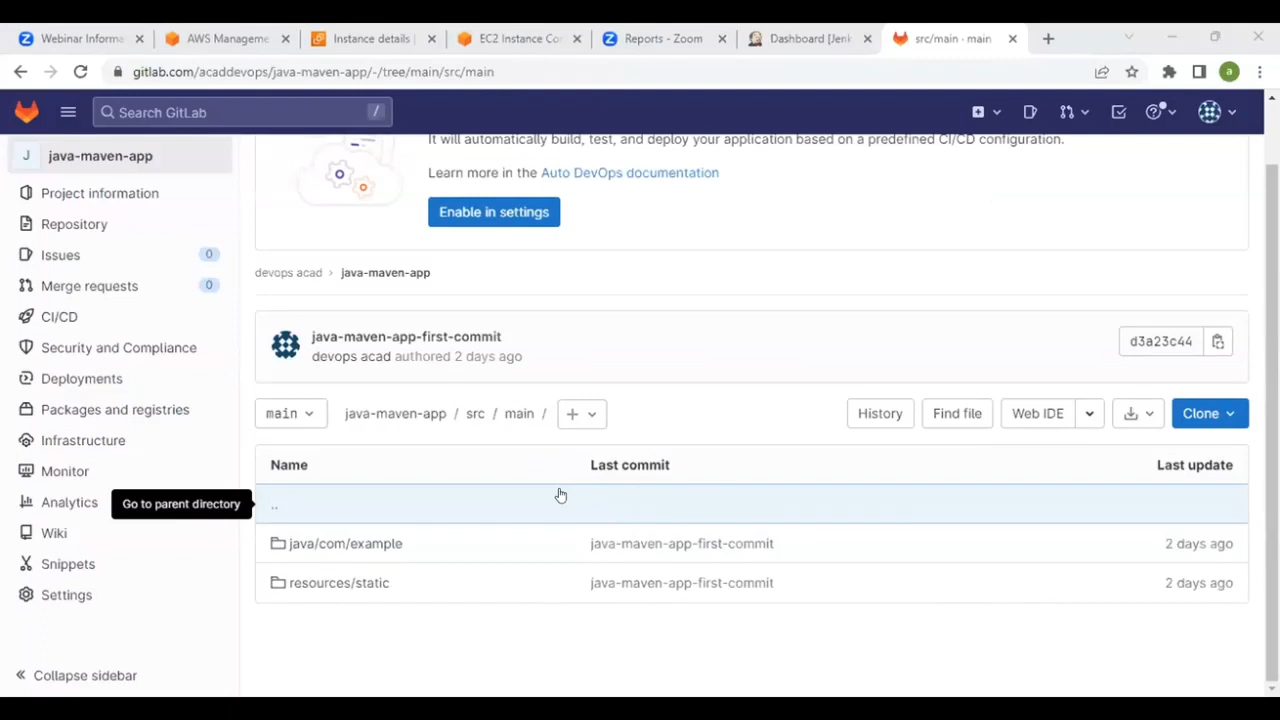 Webinar Informa
AWS Manageme
Instance details
EC2 Instance Co
Reports - Zoom
Dashboard [Jenk
src/main · main
gitlab.com/acaddevops/java-maven-app/-/tree/main/src/main
a
Search GitLab
/
J java-maven-app
Project information
Repository
Issues 0
Merge requests 0
CI/CD
Security and Compliance
Deployments
Packages and registries
Infrastructure
Monitor
Analytics
Wiki
Snippets
Settings
Collapse sidebar
Go to parent directory
It will automatically build, test, and deploy your application based on a predefined CI/CD configuration.
Learn more in the Auto DevOps documentation
Enable in settings
devops acad › java-maven-app
java-maven-app-first-commit
devops acad authored 2 days ago
d3a23c44
main java-maven-app / src / main / + History Find file Web IDE Clone
Name Last commit Last update
..
java/com/example java-maven-app-first-commit 2 days ago
resources/static java-maven-app-first-commit 2 days ago